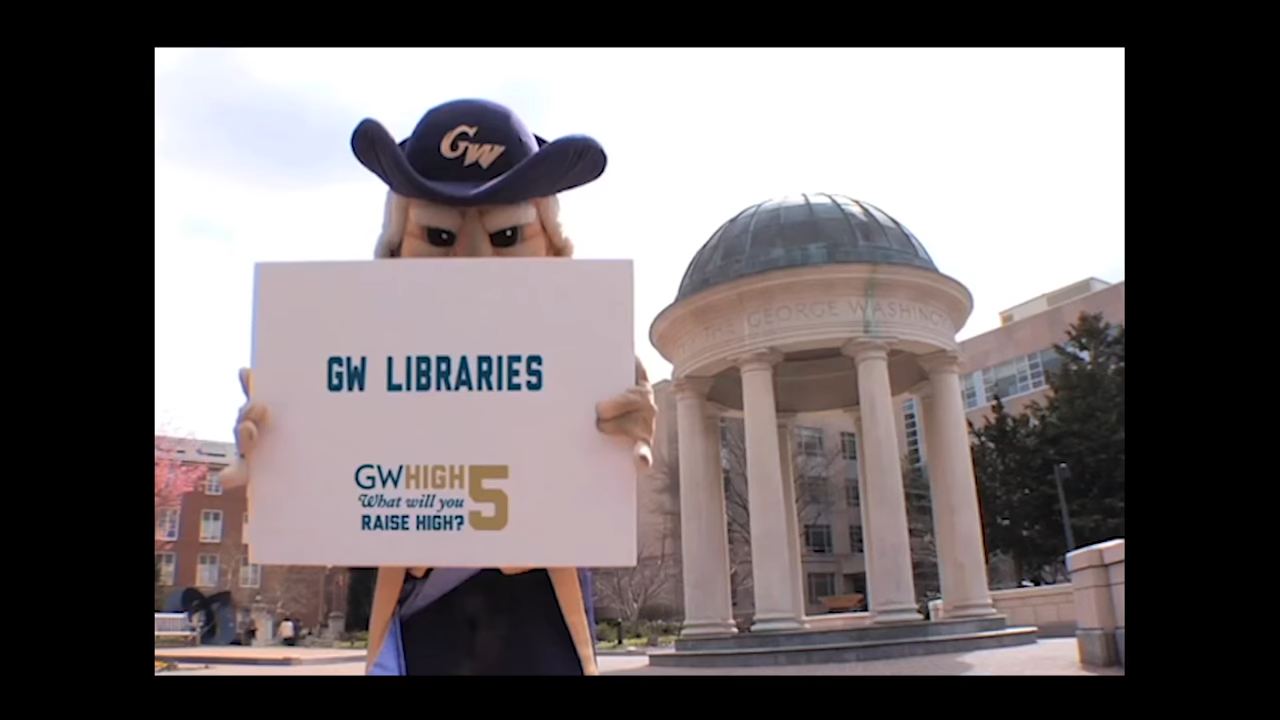 GW
THE GEORGE WASHINGTON
GW LIBRARIES
GWHIGH5
What will you
RAISE HIGH?